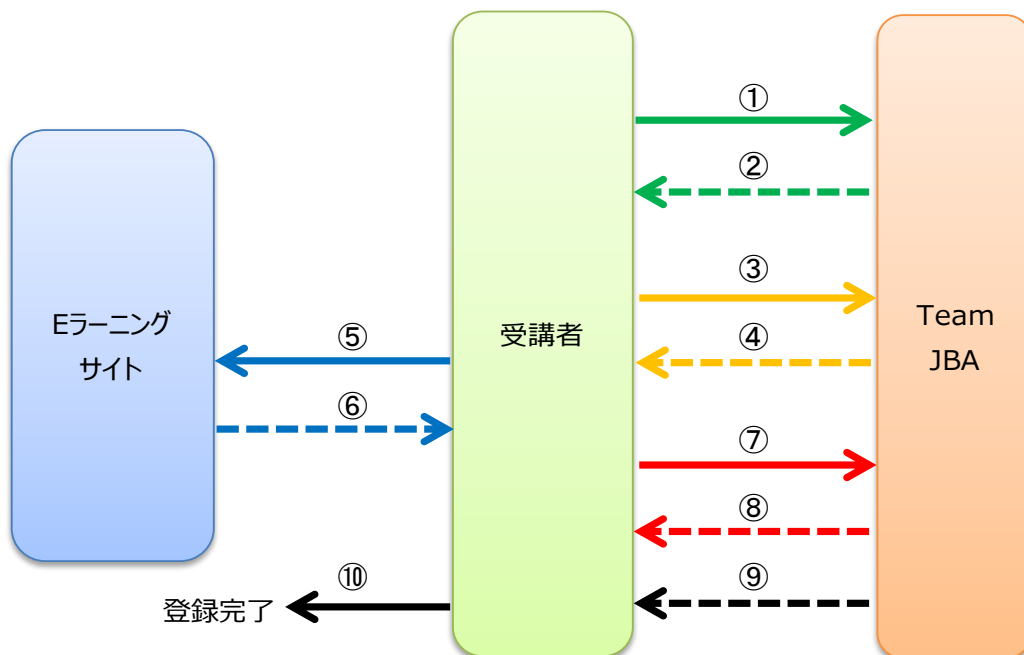 ①
②
③
④
⑤
⑥
⑦
⑧
⑨
⑩
Eラーニング
サイト
受講者
Team
JBA
登録完了